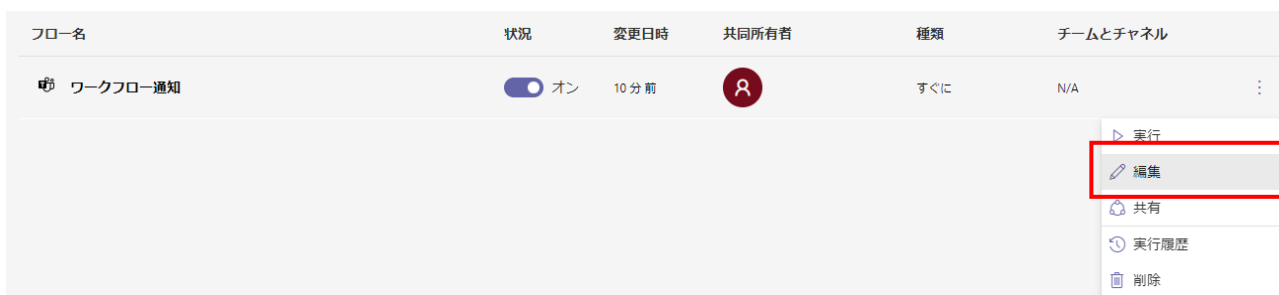 フロー名 状況 変更日時 共同所有者 種類 チームとチャネル
ワークフロー通知 オン 10 分 前 すぐに N/A
実行
編集
共有
実行履歴
削除